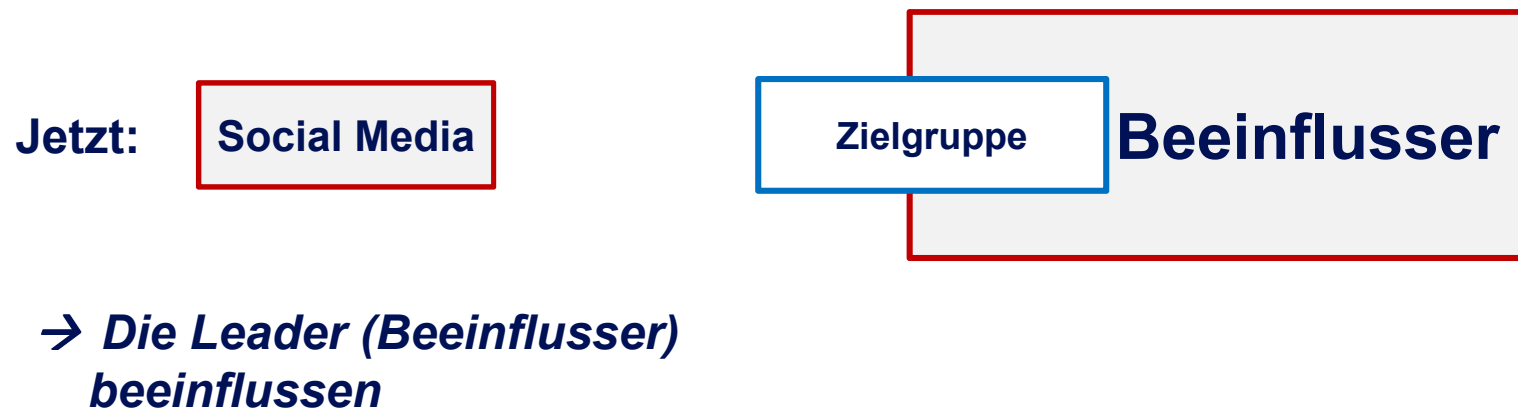 Jetzt: Social Media Zielgruppe Beeinflusser
→ Die Leader (Beeinflusser)
beeinflussen